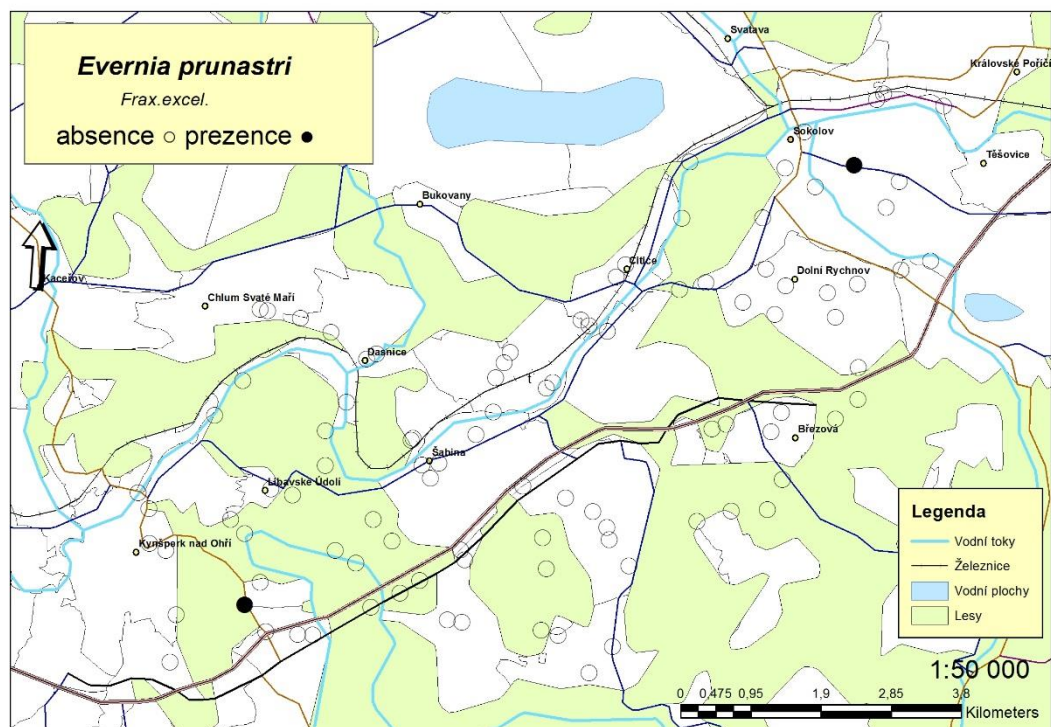 Evernia prunastri
Frax.excel.
absence ○ prezence ●
Svatava
Královské Poříčí
Sokolov
Těšovice
Bukovany
Citice
Dolní Rychnov
Kaceřov
Chlum Svaté Maří
Dasnice
t
Březová
Šabina
Libavské Údolí
Kynšperk nad Ohří
Legenda
Vodní toky
Železnice
Vodní plochy
Lesy
1:50 000
0 0,475 0,95 1,9 2,85 3,8
Kilometers